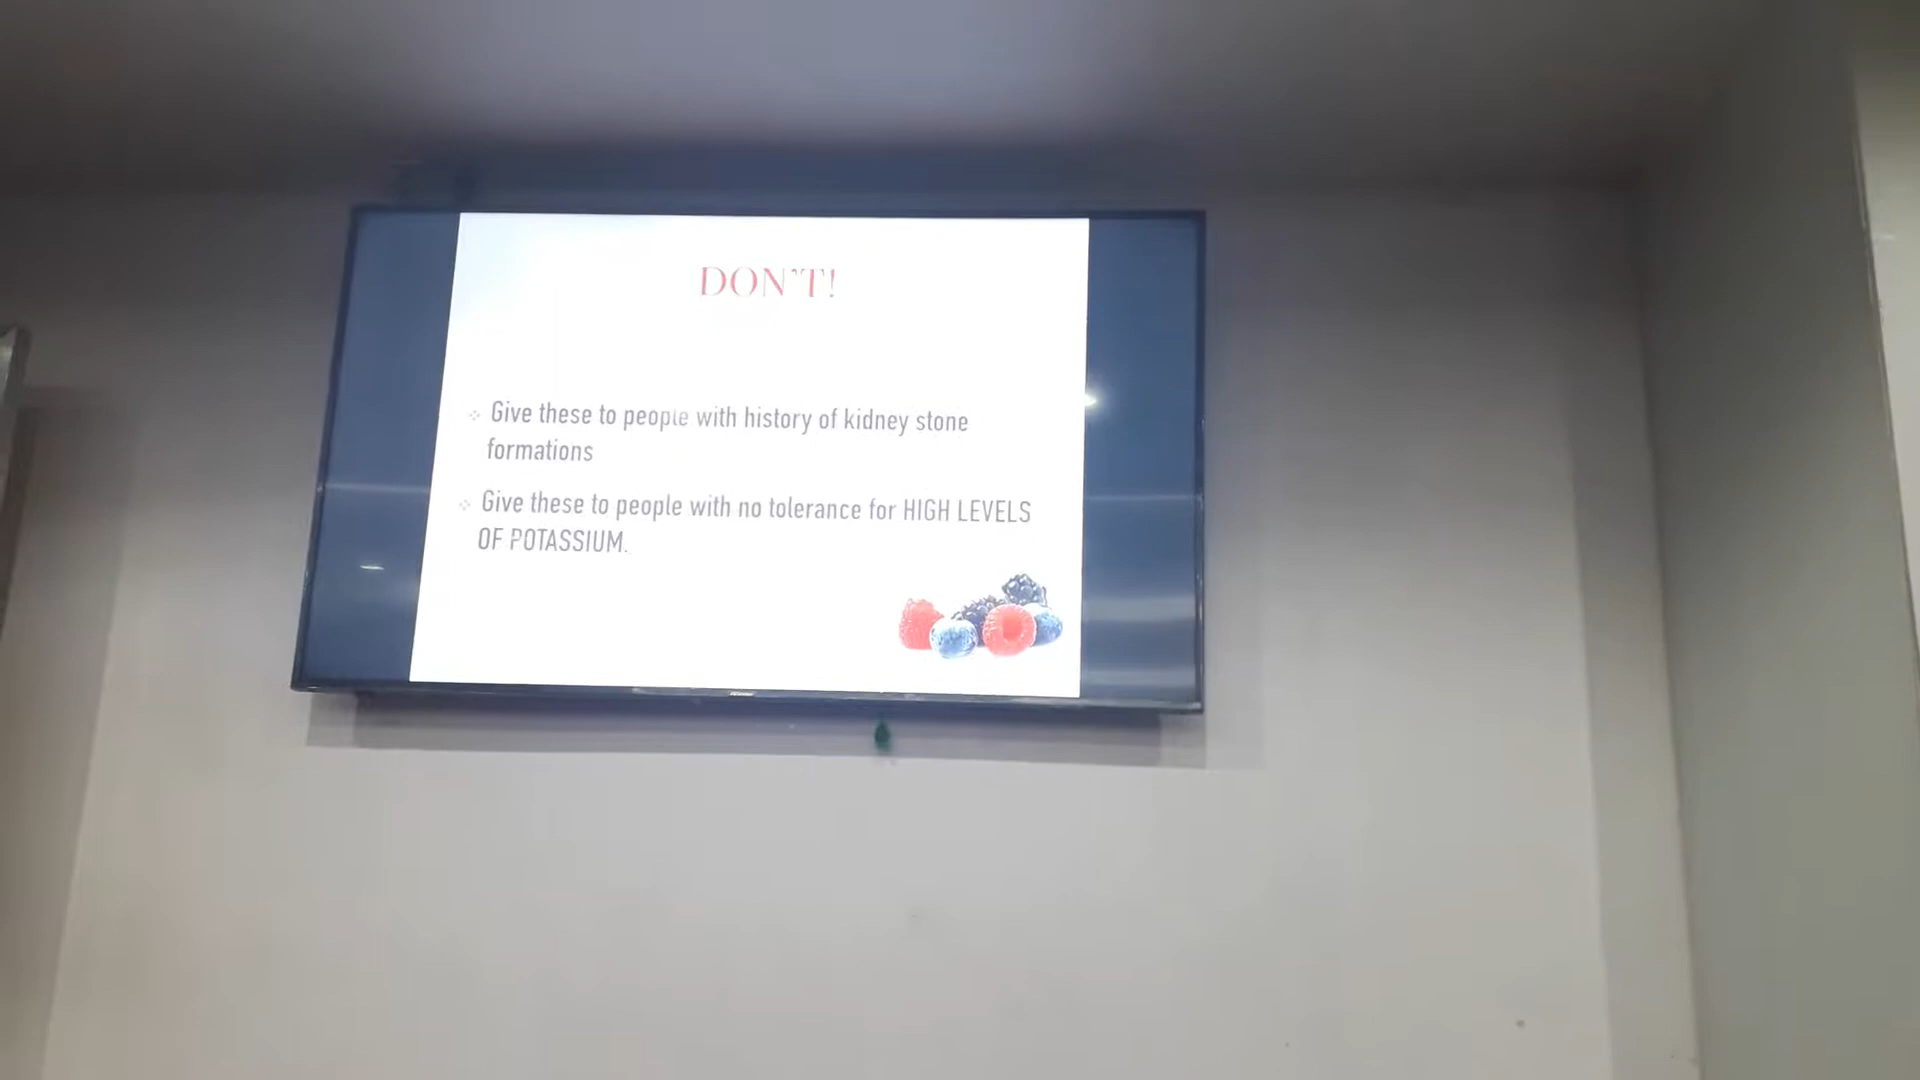 DON'T!
Give these to people with history of kidney stone
formations
Give these to people with no tolerance for HIGH LEVELS
OF POTASSIUM.